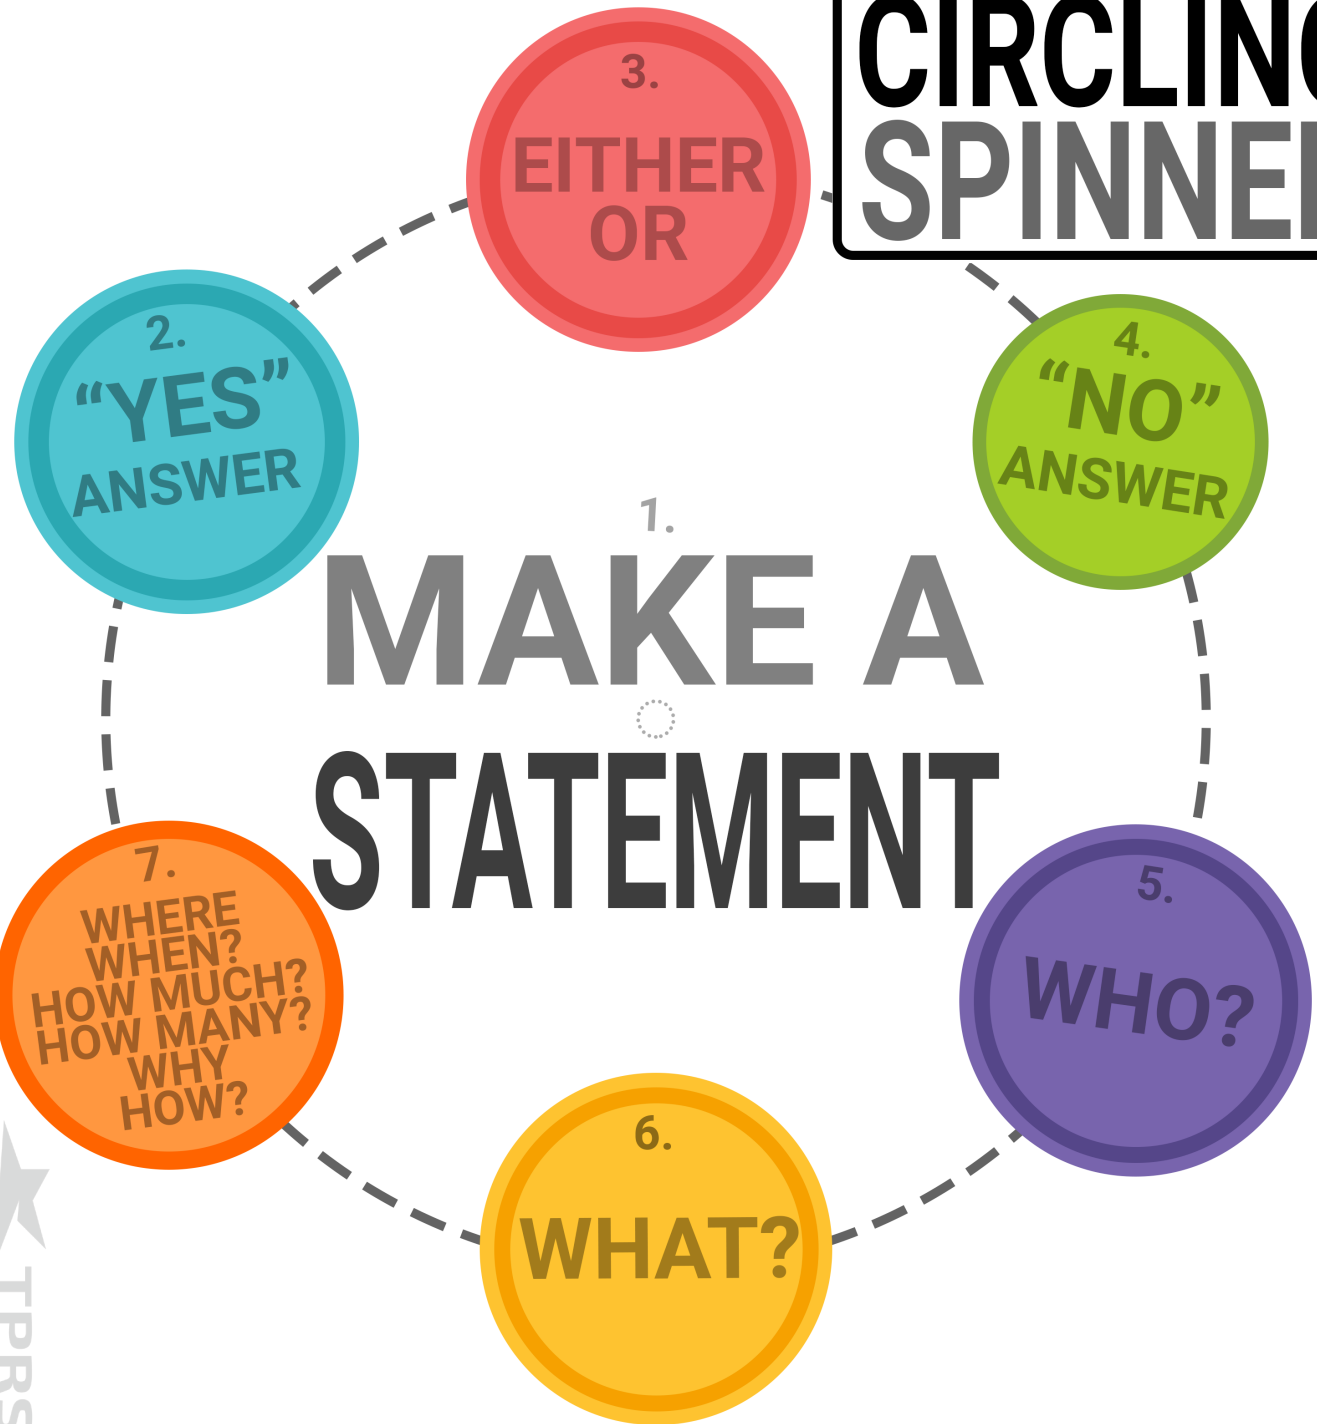 CIRCLING
SPINNE
3.
EITHER
OR
2.
“YES”
ANSWER
4.
“NO”
ANSWER
1.
MAKE A
STATEMENT
7.
WHERE
WHEN?
HOW MUCH?
HOW MANY?
WHY
HOW?
5.
WHO?
6.
WHAT?
TPRS